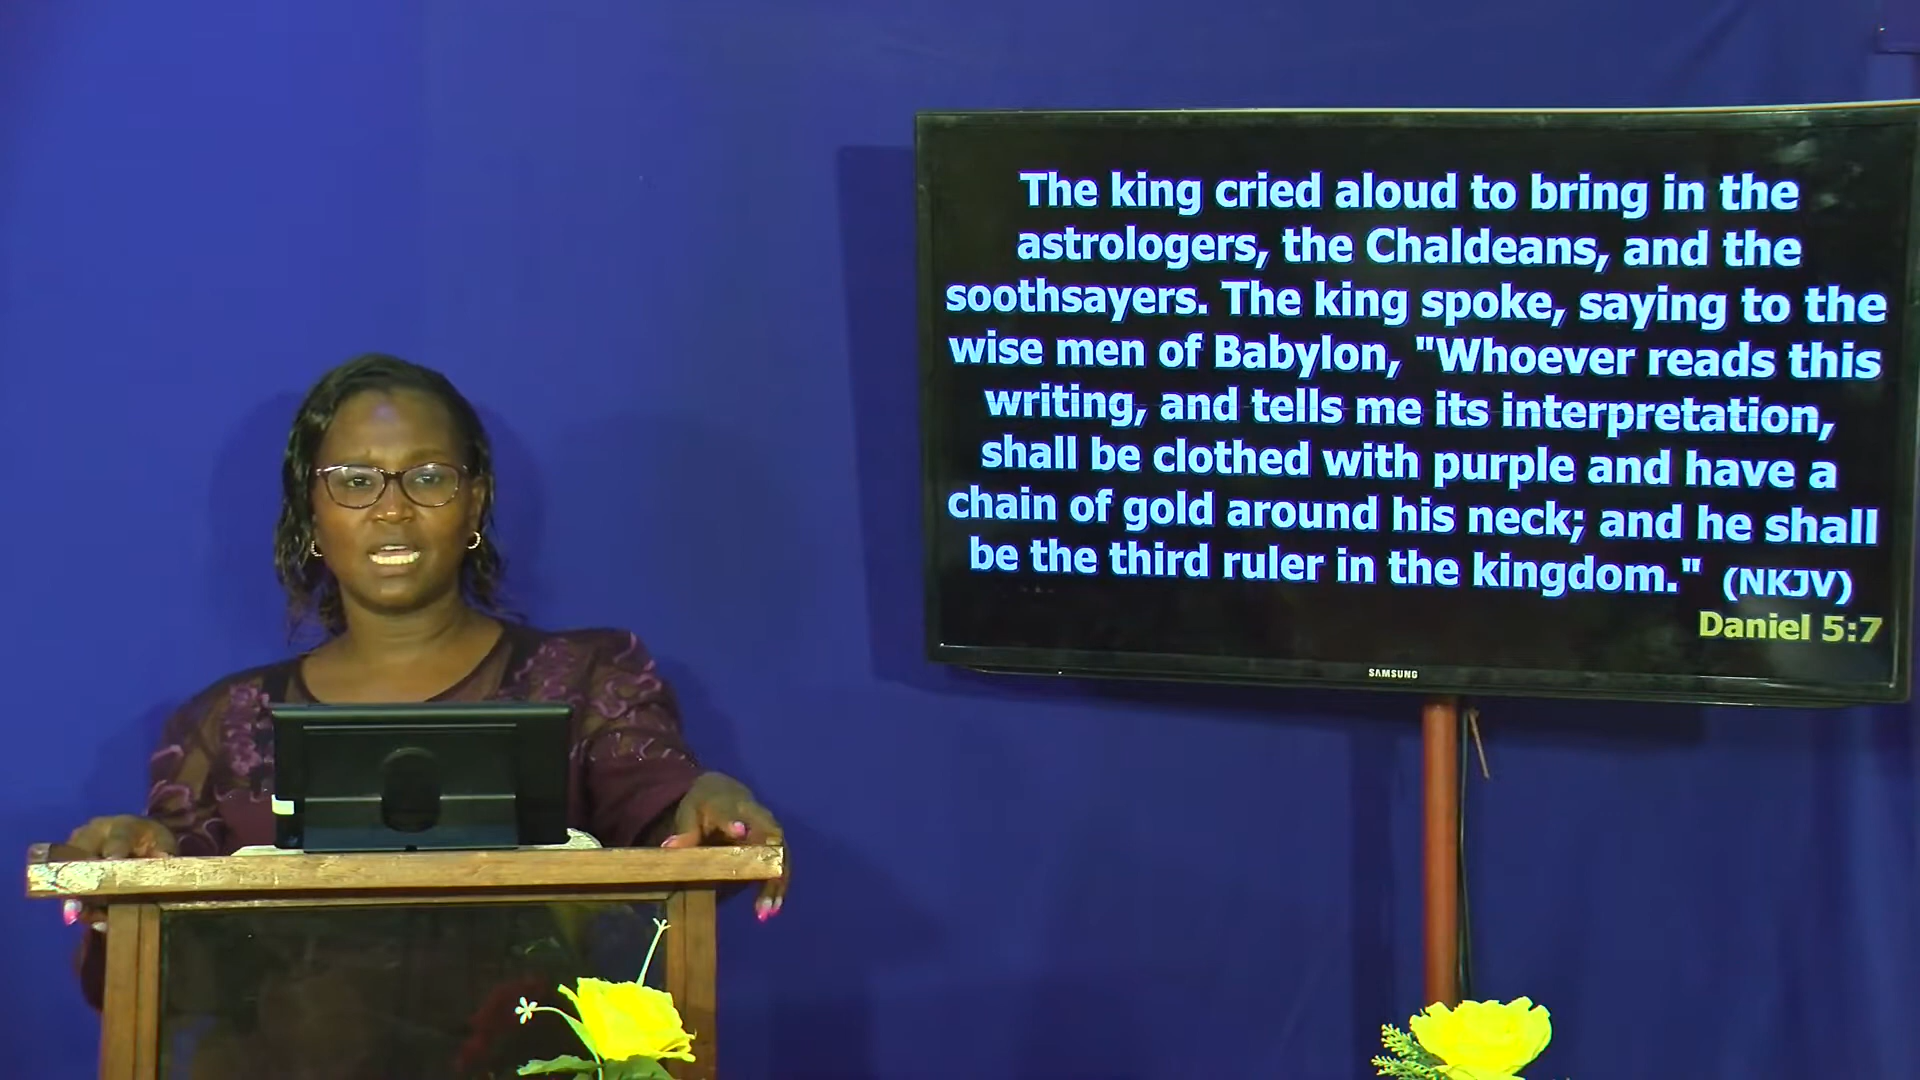 The king cried aloud to bring in the
astrologers, the Chaldeans, and the
soothsayers. The king spoke, saying to the
wise men of Babylon, "Whoever reads this
writing, and tells me its interpretation,
shall be clothed with purple and have a
chain of gold around his neck; and he shall
be the third ruler in the kingdom." (NKJV)
Daniel 5:7
SAMSUNG